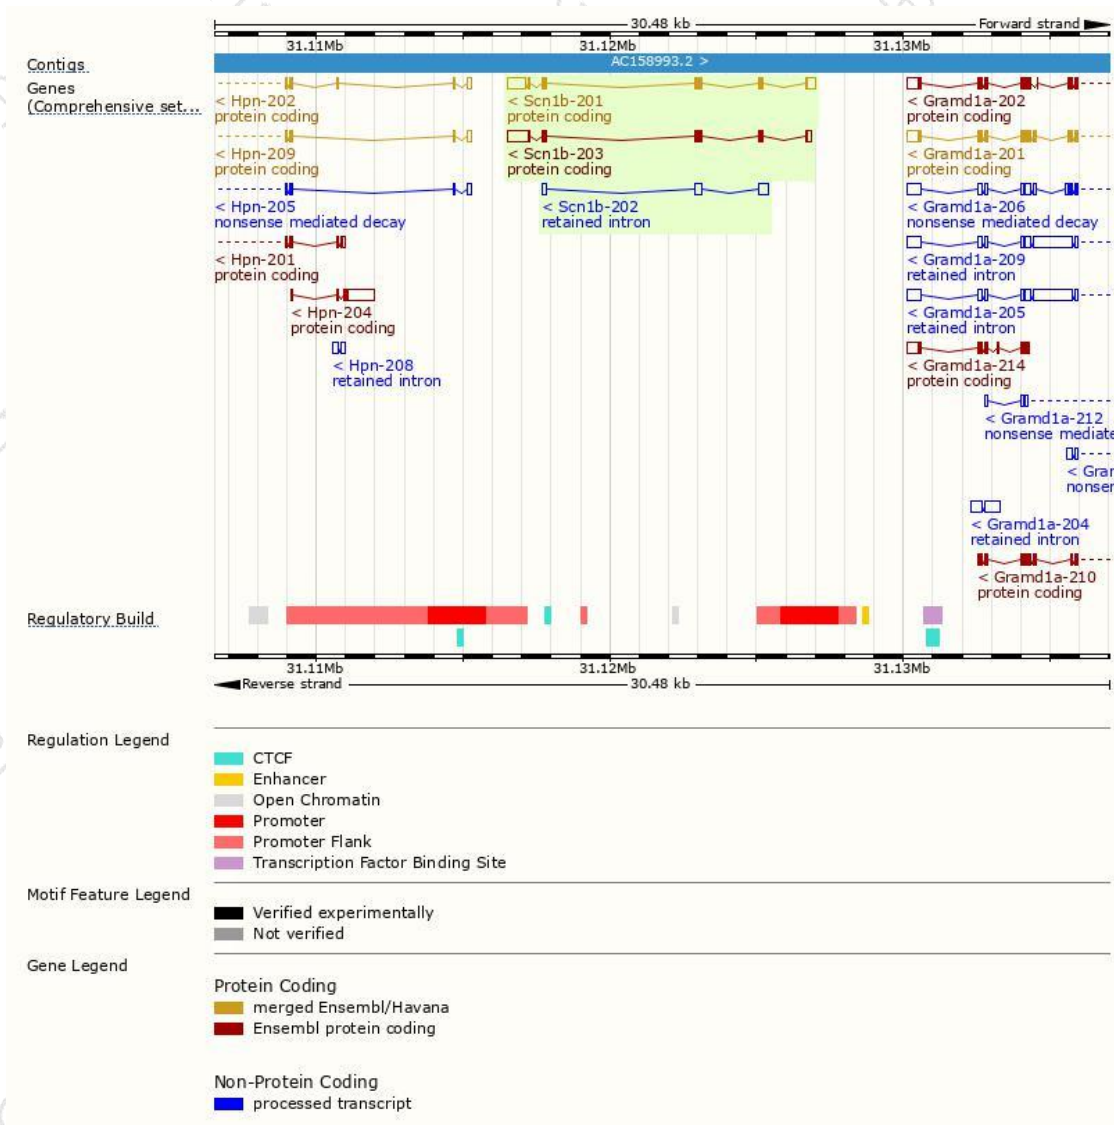 30.48 kb Forward strand
31.11Mb 31.12Mb 31.13Mb
Contigs AC158993.2 >
Genes
(Comprehensive set...
< Hpn-202 < Scn1b-201 < Gramd1a-202
protein coding protein coding protein coding
< Hpn-209 < Scn1b-203 < Gramd1a-201
protein coding protein coding protein coding
< Hpn-205 < Scn1b-202 < Gramd1a-206
nonsense mediated decay retained intron nonsense mediated decay
< Hpn-201 < Gramd1a-209
protein coding retained intron
< Hpn-204 < Gramd1a-205
protein coding retained intron
< Hpn-208 < Gramd1a-214
retained intron protein coding
< Gramd1a-212
nonsense mediate
< Gra
nonser
< Gramd1a-204
retained intron
< Gramd1a-210
protein coding
Regulatory Build
31.11Mb 31.12Mb 31.13Mb
Reverse strand 30.48 kb
Regulation Legend
CTCF
Enhancer
Open Chromatin
Promoter
Promoter Flank
Transcription Factor Binding Site
Motif Feature Legend
Verified experimentally
Not verified
Gene Legend
Protein Coding
merged Ensembl/Havana
Ensembl protein coding
Non-Protein Coding
processed transcript